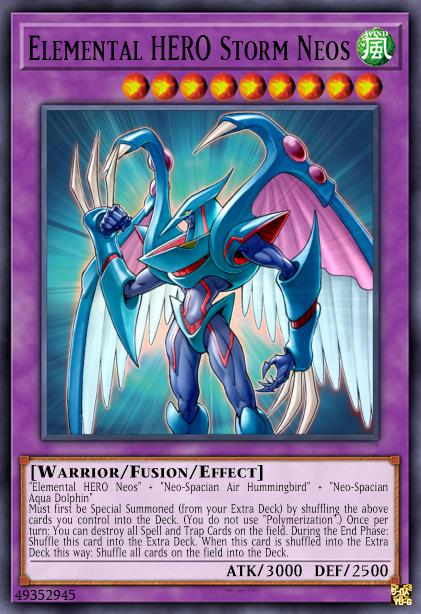 ELEMENTAL HERO STORM NEOS
WIND
風
[WARRIOR/FUSION/EFFECT]
"Elemental HERO Neos" + "Neo-Spacian Air Hummingbird" + "Neo-Spacian
Aqua Dolphin"
Must first be Special Summoned (from your Extra Deck) by shuffling the above
cards you control into the Deck. (You do not use "Polymerization".) Once per
turn: You can destroy all Spell and Trap Cards on the field. During the End Phase:
Shuffle this card into the Extra Deck. When this card is shuffled into the Extra
Deck this way: Shuffle all cards on the field into the Deck.
ATK/3000 DEF/2500
49352945